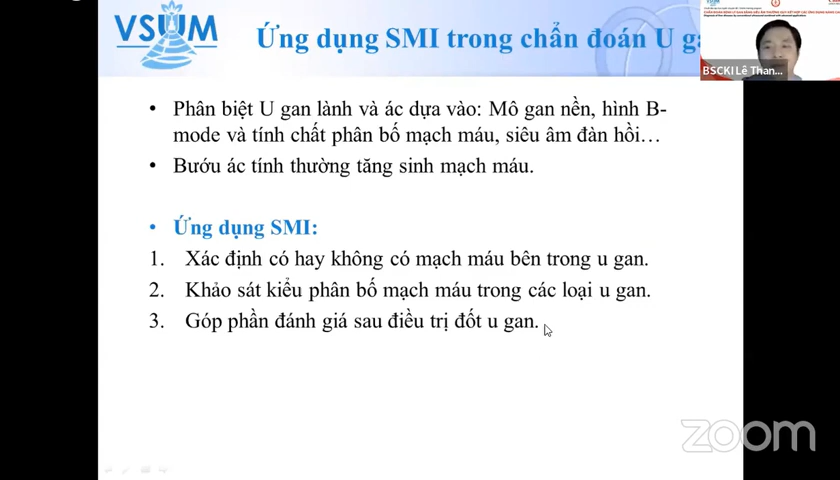 VSUM
Ứng dụng SMI trong chẩn đoán U
BSCKI Lê Than...
• Phân biệt U gan lành và ác dựa vào: Mô gan nền, hình B-
mode và tính chất phân bố mạch máu, siêu âm đàn hồi…
• Bướu ác tính thường tăng sinh mạch máu.
• Ứng dụng SMI:
1. Xác định có hay không có mạch máu bên trong u gan.
2. Khảo sát kiểu phân bố mạch máu trong các loại u gan.
3. Góp phần đánh giá sau điều trị đốt u gan.
zoom